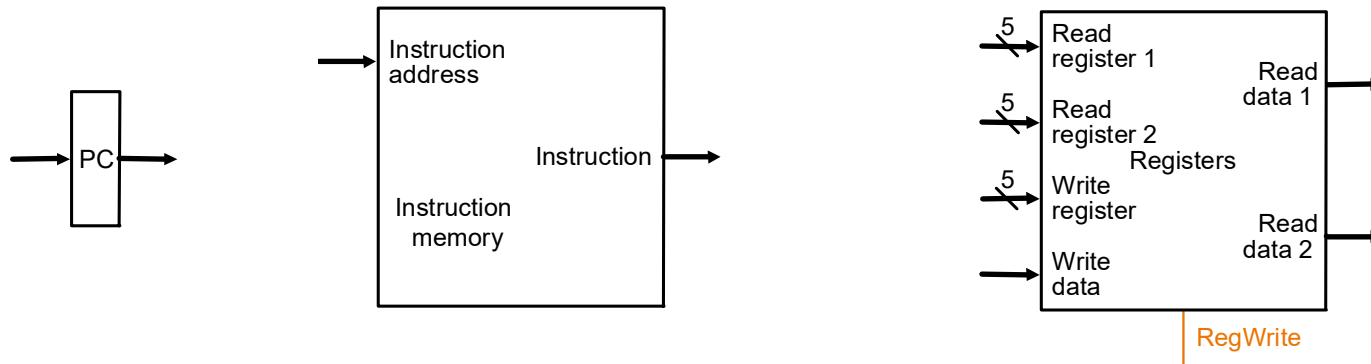 PC
Instruction
address
Instruction
Instruction
memory
5
Read
register 1
5
Read
register 2
Registers
5
Write
register
Write
data
Read
data 1
Read
data 2
RegWrite